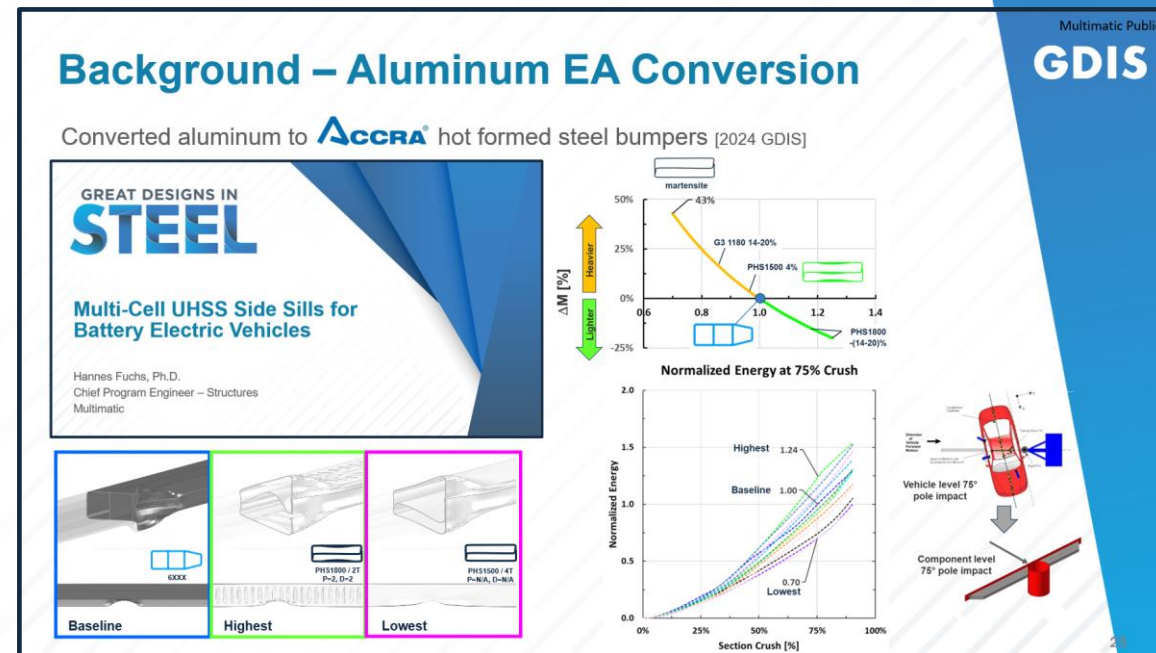 Multimatic Public
GDIS
Background – Aluminum EA Conversion
Converted aluminum to ACCRA® hot formed steel bumpers [2024 GDIS]
GREAT DESIGNS IN
STEEL
Multi-Cell UHSS Side Sills for
Battery Electric Vehicles
Hannes Fuchs, Ph.D.
Chief Program Engineer – Structures
Multimatic
6XXX
Baseline
PHS1800 / 2T
P=2, D=2
Highest
PHS1500 / 4T
P=N/A, D=N/A
Lowest
martensite
ΔM [%]
Heavier
Lighter
50%
25%
0%
-25%
43%
G3 1180 14-20%
PHS1500 4%
0.6
0.8
1.0
1.2
1.4
PHS1800
-(14-20)%
Normalized Energy at 75% Crush
Normalized Energy
2.0
1.5
1.0
0.5
0.0
Highest
1.24
Baseline
1.00
0.70
Lowest
0%
25%
50%
75%
100%
Section Crush [%]
Vehicle level 75°
pole impact
Component level
75° pole impact